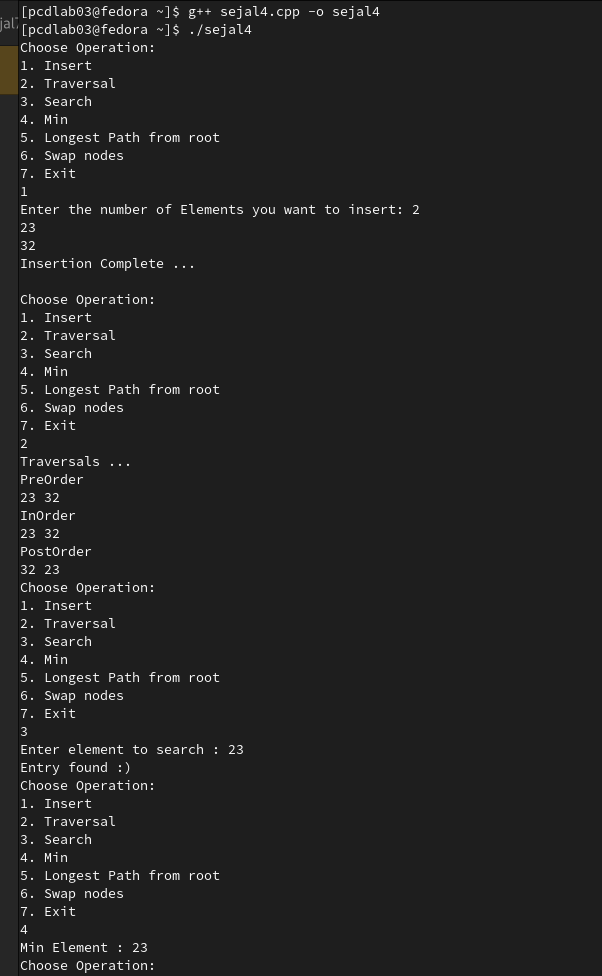 [pcdlab03@fedora ~]$ g++ sejal4.cpp -o sejal4
[pcdlab03@fedora ~]$ ./sejal4
Choose Operation:
1. Insert
2. Traversal
3. Search
4. Min
5. Longest Path from root
6. Swap nodes
7. Exit
1
Enter the number of Elements you want to insert: 2
23
32
Insertion Complete ...

Choose Operation:
1. Insert
2. Traversal
3. Search
4. Min
5. Longest Path from root
6. Swap nodes
7. Exit
2
Traversals ...
PreOrder
23 32
InOrder
23 32
PostOrder
32 23
Choose Operation:
1. Insert
2. Traversal
3. Search
4. Min
5. Longest Path from root
6. Swap nodes
7. Exit
3
Enter element to search : 23
Entry found :)
Choose Operation:
1. Insert
2. Traversal
3. Search
4. Min
5. Longest Path from root
6. Swap nodes
7. Exit
4
Min Element : 23
Choose Operation: